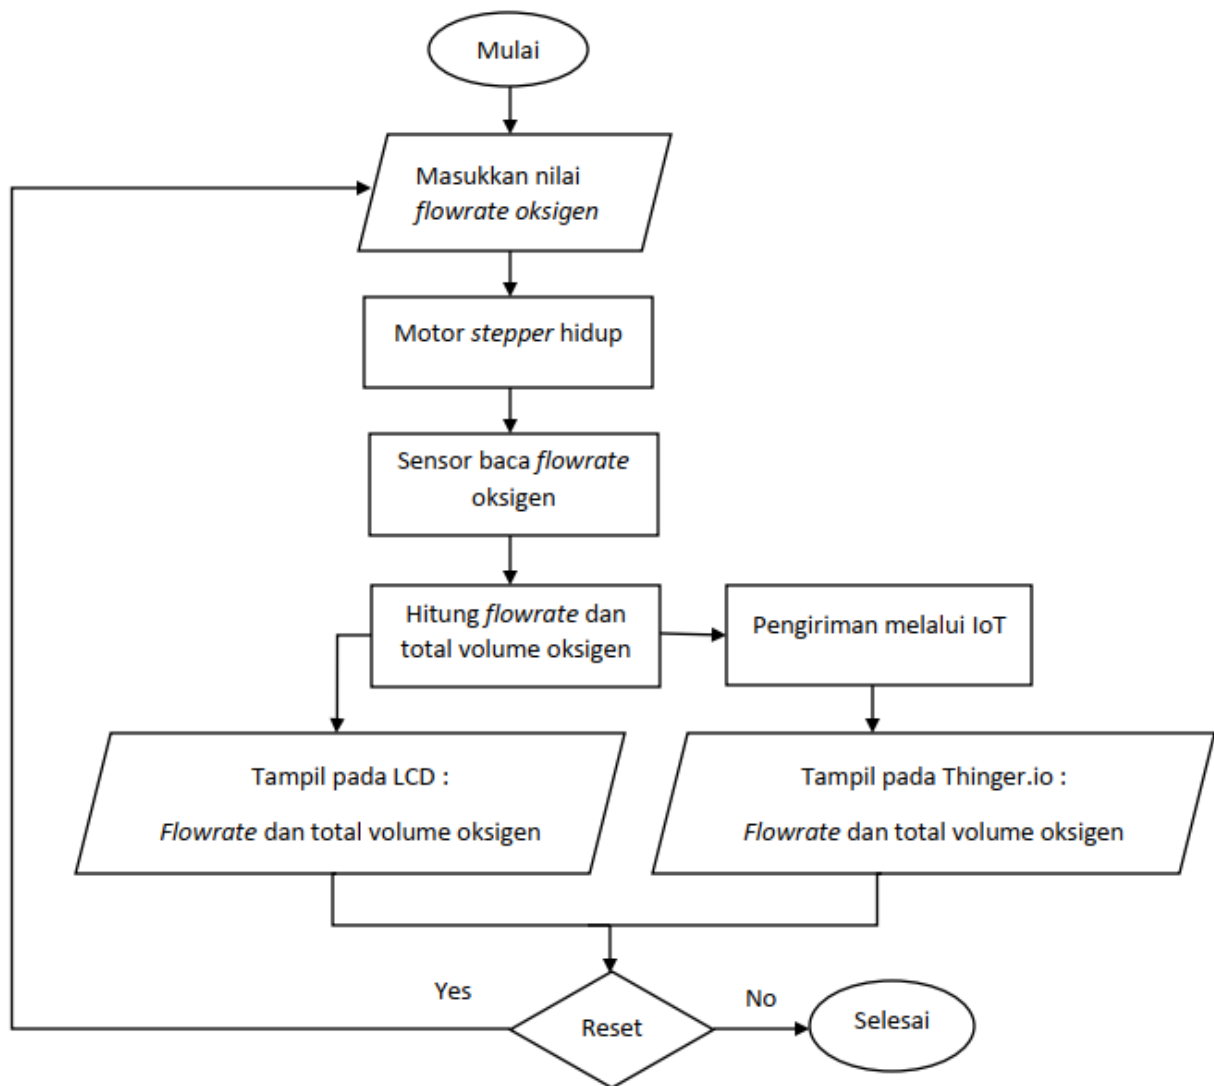 Mulai
Masukkan nilai
flowrate oksigen
Motor stepper hidup
Sensor baca flowrate
oksigen
Hitung flowrate dan
total volume oksigen
Pengiriman melalui IoT
Tampil pada LCD :
Flowrate dan total volume oksigen
Tampil pada Thinger.io :
Flowrate dan total volume oksigen
Yes
Reset
No
Selesai